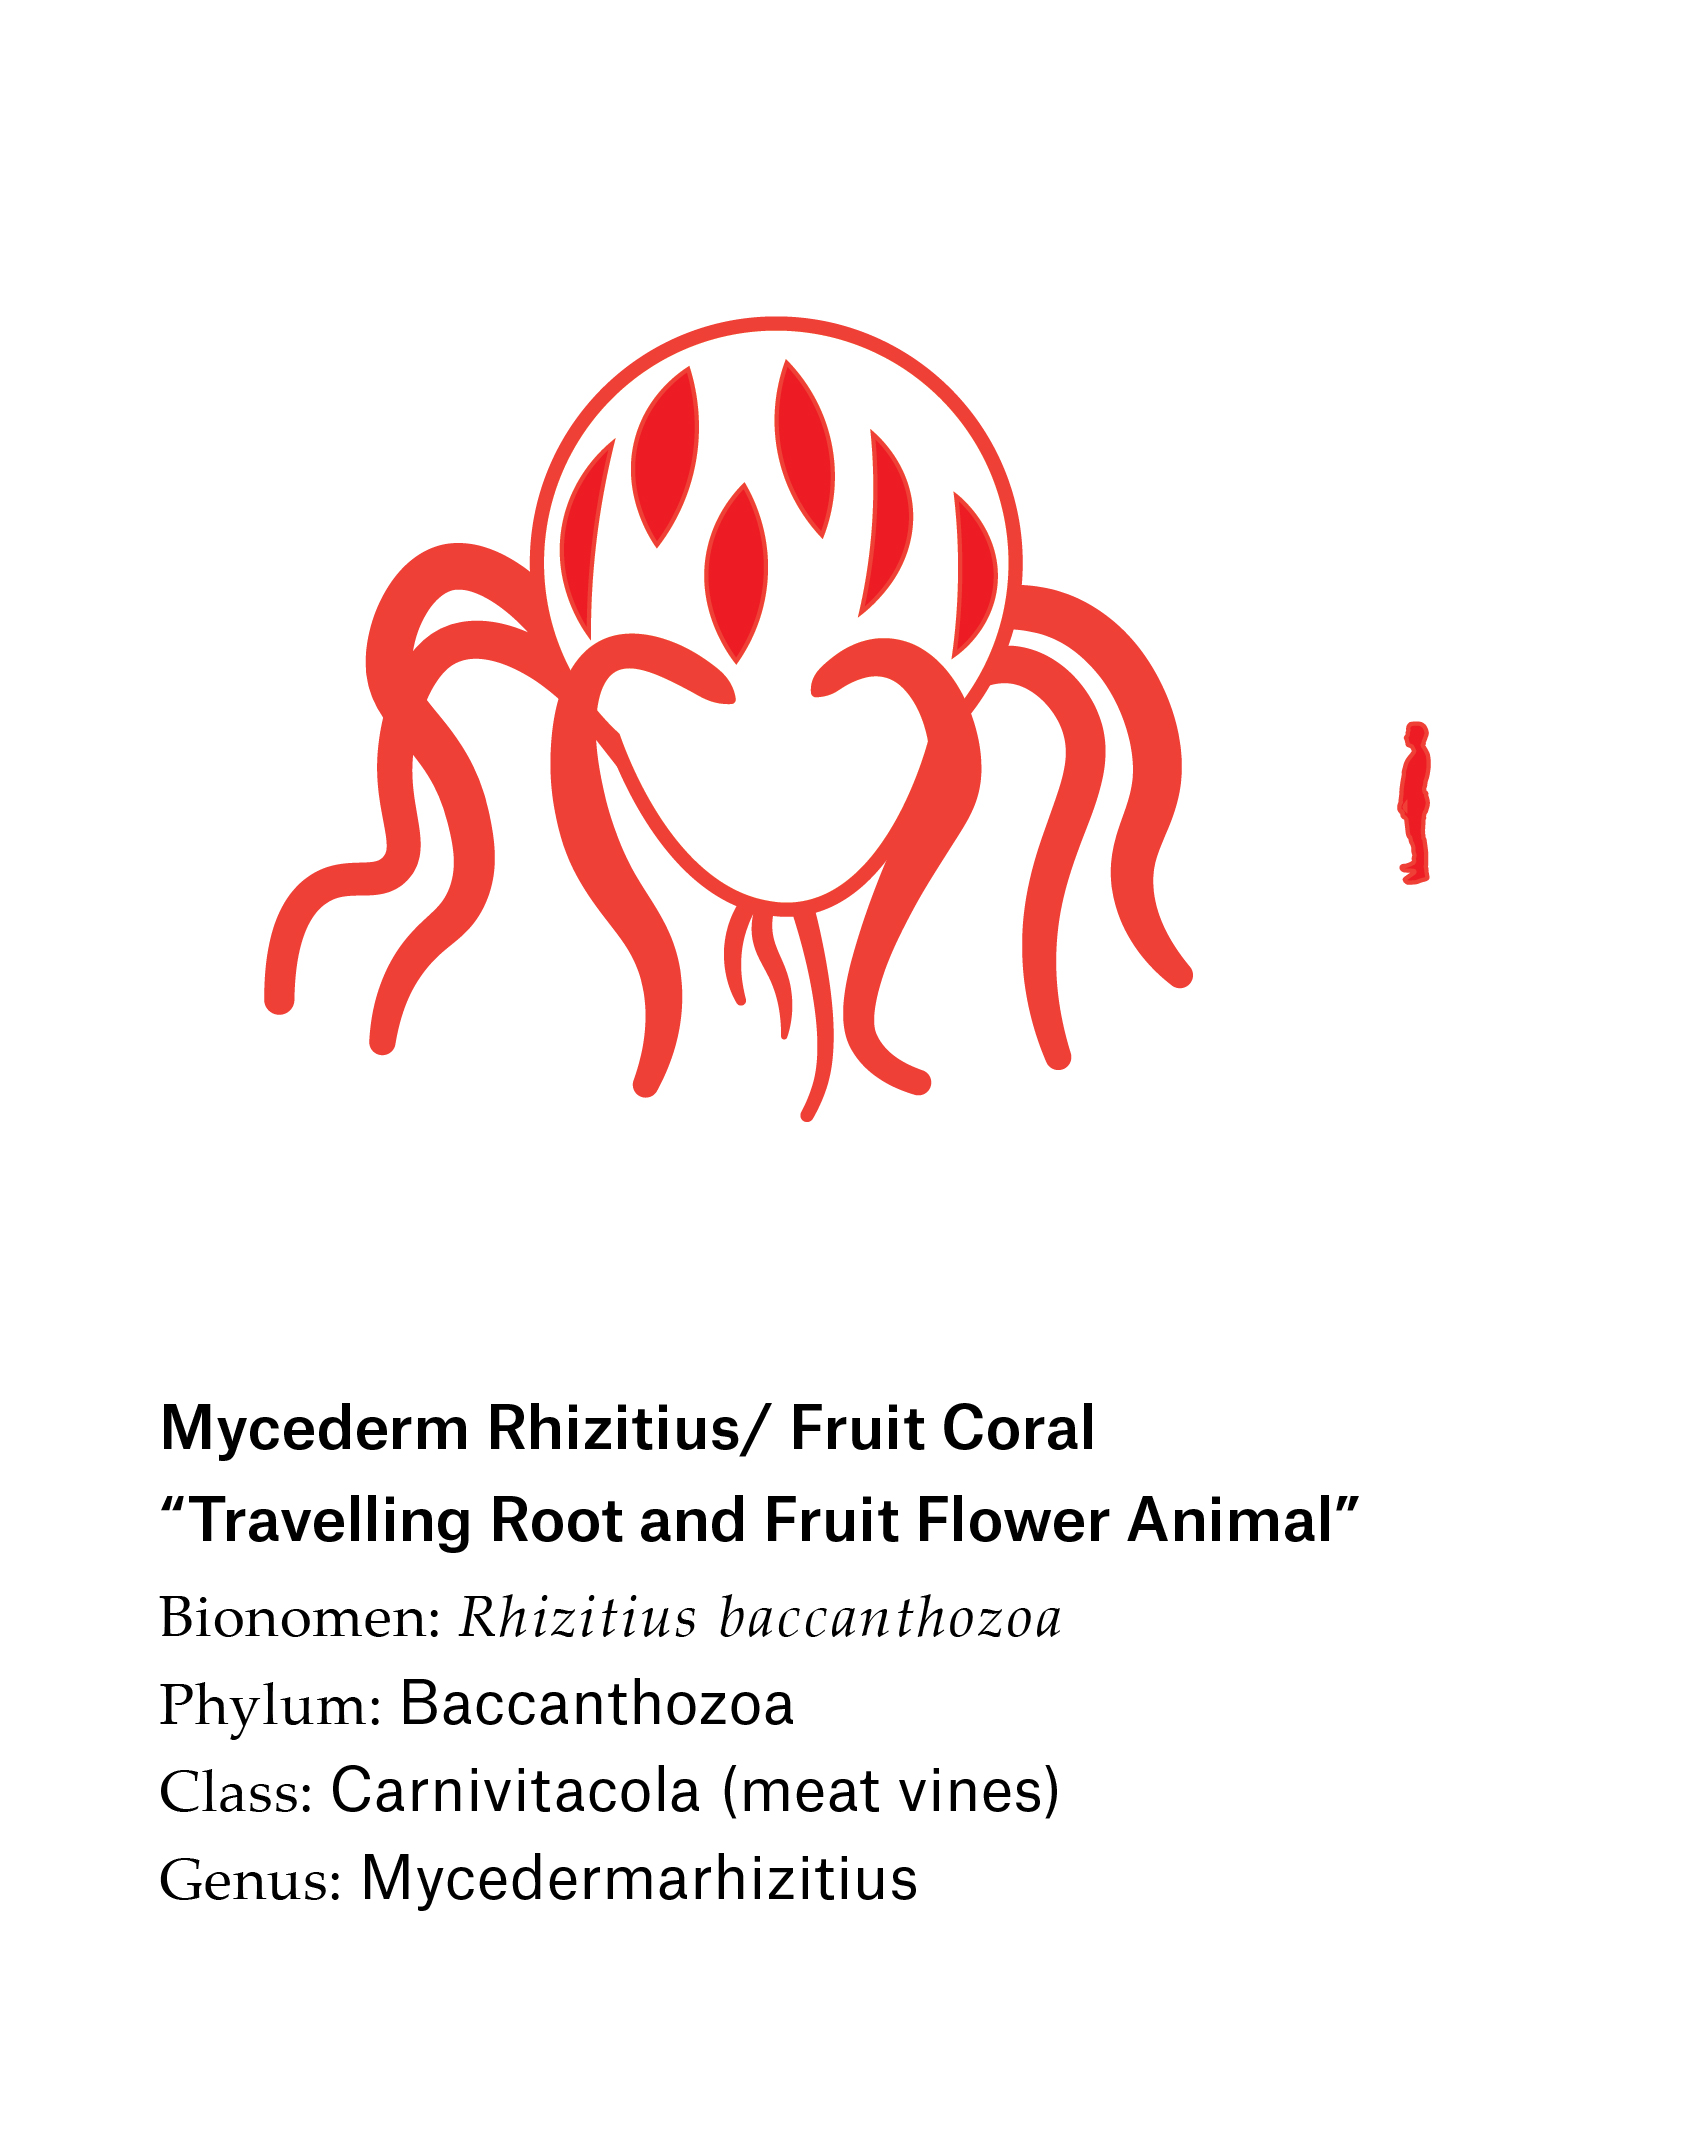 Mycederm Rhizitius/ Fruit Coral
“Travelling Root and Fruit Flower Animal”
Bionomen: Rhizitius baccanthozoa
Phylum: Baccanthozoa
Class: Carnivitacola (meat vines)
Genus: Mycedermarhizitius